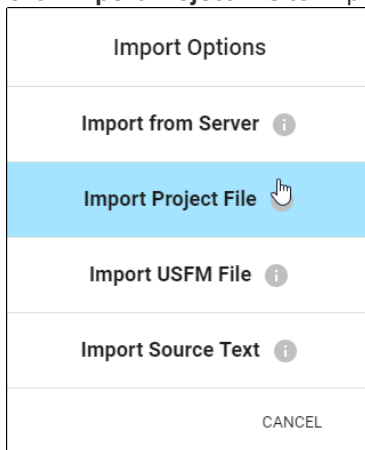 Import Options
Import from Server
Import Project File
Import USFM File
Import Source Text
CANCEL